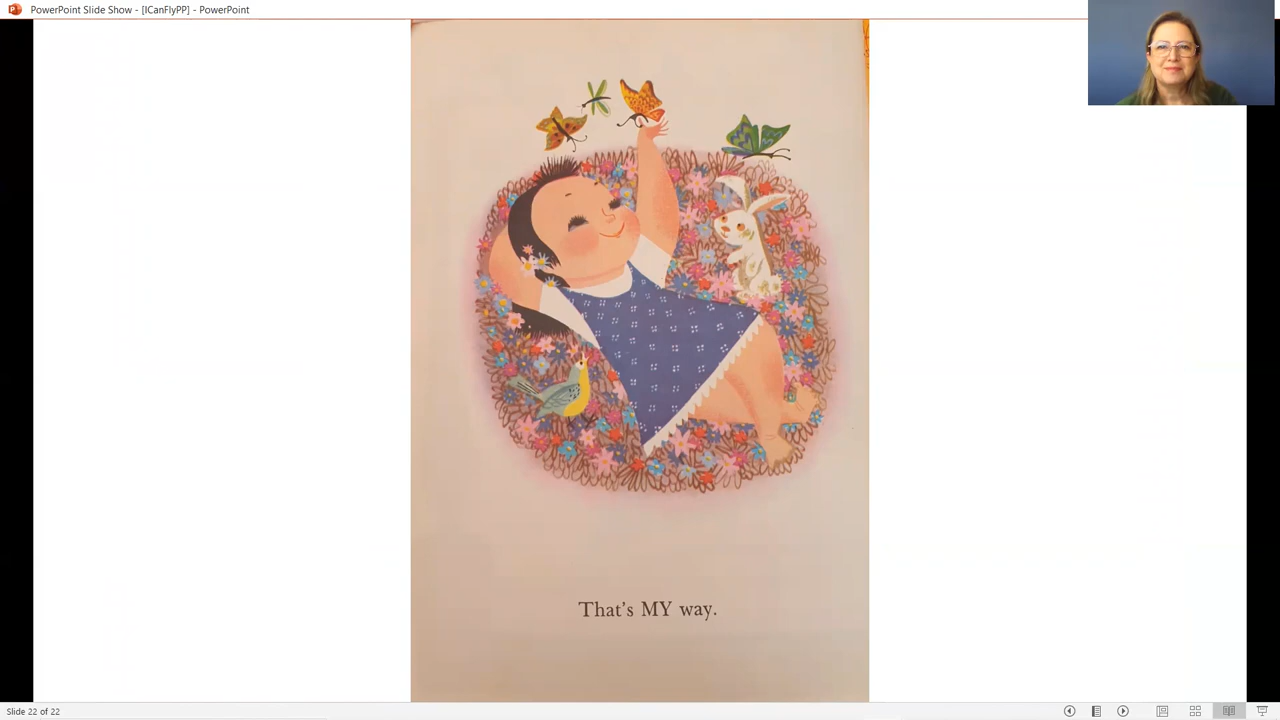 PowerPoint Slide Show - [ICanFlyPP] - PowerPoint
That's MY way.
Slide 22 of 22